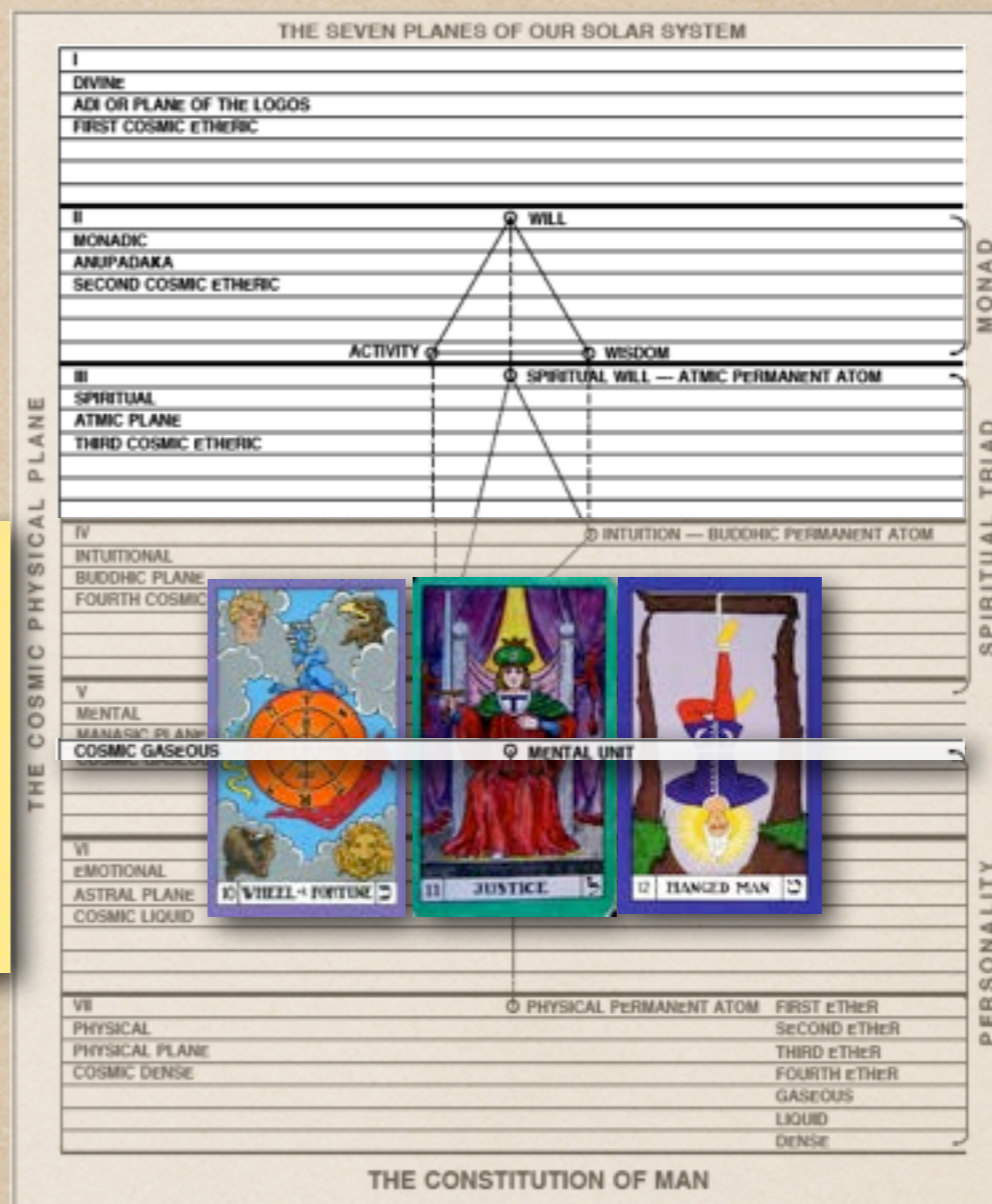 THE SEVEN PLANES OF OUR SOLAR SYSTEM
I
DIVINE
ADI OR PLANE OF THE LOGOS
FIRST COSMIC ETHERIC
II
WILL
MONADIC
ANUPADAKA
SECOND COSMIC ETHERIC
ACTIVITY
WISDOM
MONAD
III
SPIRITUAL WILL — ATMIC PERMANENT ATOM
SPIRITUAL
ATMIC PLANE
THIRD COSMIC ETHERIC
SPIRITUAL TRIAD
THE COSMIC PHYSICAL PLANE
IV
INTUITION — BUDDHIC PERMANENT ATOM
INTUITIONAL
BUDDHIC PLANE
FOURTH COSMIC
V
MENTAL
MANASIC PLANE
COSMIC GASEOUS
MENTAL UNIT
VI
EMOTIONAL
ASTRAL PLANE
COSMIC LIQUID
10 WHEEL of FORTUNE כ
11 JUSTICE ל
12 HANGED MAN מ
PERSONALITY
VII
PHYSICAL PERMANENT ATOM FIRST ETHER
PHYSICAL
SECOND ETHER
PHYSICAL PLANE
THIRD ETHER
COSMIC DENSE
FOURTH ETHER
GASEOUS
LIQUID
DENSE
THE CONSTITUTION OF MAN